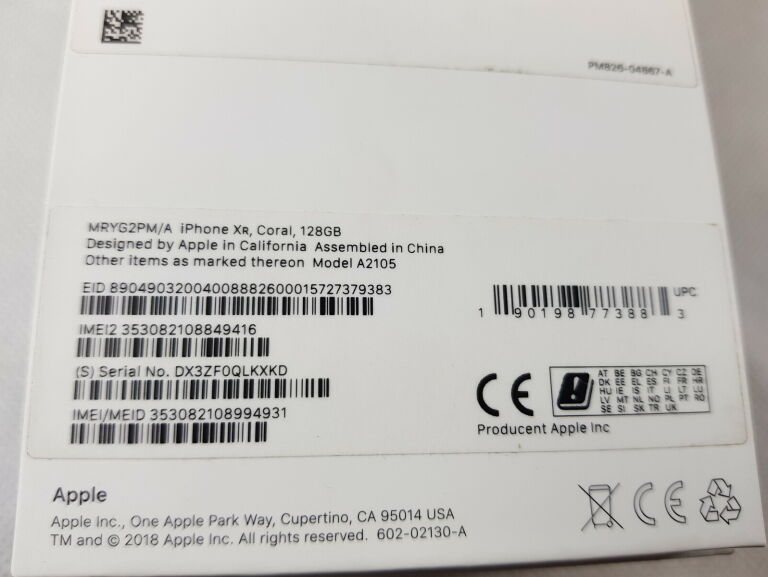 PM826-04867-A
MRYG2PM/A iPhone XR, Coral, 128GB
Designed by Apple in California Assembled in China
Other items as marked thereon Model A2105
EID 89049032004008882600015727379383
IMEI2 353082108849416
(S) Serial No. DX3ZF0QLKXKD
IMEI/MEID 353082108994931
UPC
1 90198 77388 3
CE
AT BE BG CH CY CZ DE
DK EE EL ES FI FR HR
HU IE IS IT LI LT LU
LV MT NL NO PL PT RO
SE SI SK TR UK
Producent Apple Inc
Apple
Apple Inc., One Apple Park Way, Cupertino, CA 95014 USA
TM and © 2018 Apple Inc. All rights reserved. 602-02130-A
CE